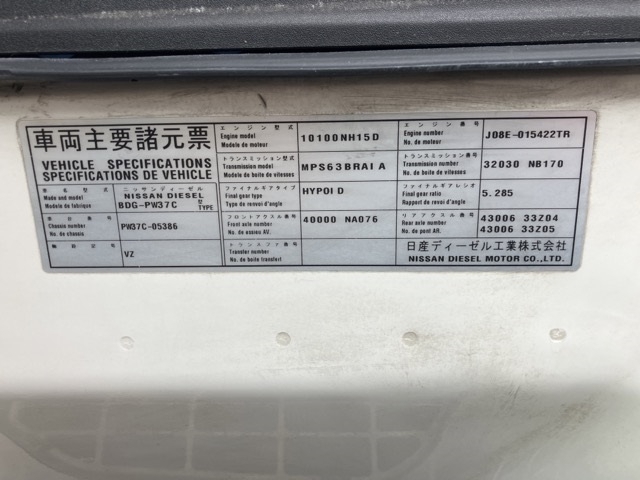 車両主要諸元票
VEHICLE SPECIFICATIONS
SPECIFICATIONS DE VEHICLE
車名型式
Make and model
Modele de fabrique
ニッサンディーゼル
NISSAN DIESEL
BDG-PW37C
型
TYPE
車台番号
Chassis number
No. de chassis
PW37C-05386
VZ
エンジン型式
Engine model
Modele de moteur
10100NH15D
エンジン番号
Engine number
No. de moteur
J08E-015422TR
トランスミッション型式
Transmission model
Modele de boite de vitesses
MPS63BRAI A
トランスミッション番号
Transmission number
No. de boite de vitesses
32030 NB170
ファイナルギアタイプ
Final gear type
Type du renvoi d'angle
HYPOI D
ファイナルギアレシオ
Final gear ratio
Rapport du renvoi d'angle
5.285
フロントアクスル番号
Front axle number
No. de essieu AV.
40000 NA076
リアアクスル番号
Rear axle number
No. de pont AR.
43006 33Z04
43006 33Z05
トランスファ番号
Transfer number
No. de boite transfert
日産ディーゼル工業株式会社
NISSAN DIESEL MOTOR CO.,LTD.